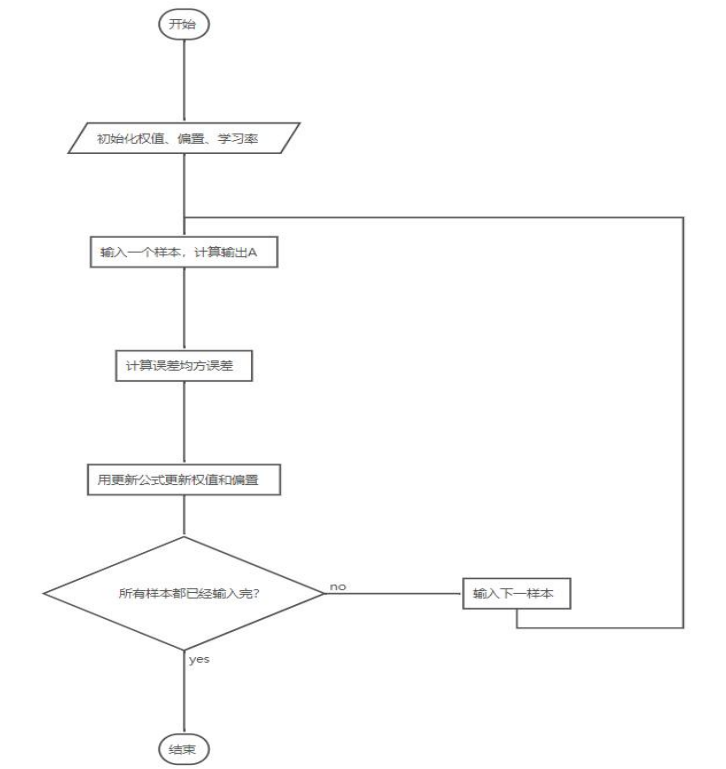 开始
初始化权值、偏置、学习率
输入一个样本，计算输出A
计算误差均方误差
用更新公式更新权值和偏置
所有样本都已经输入完?
no
输入下一样本
yes
结束